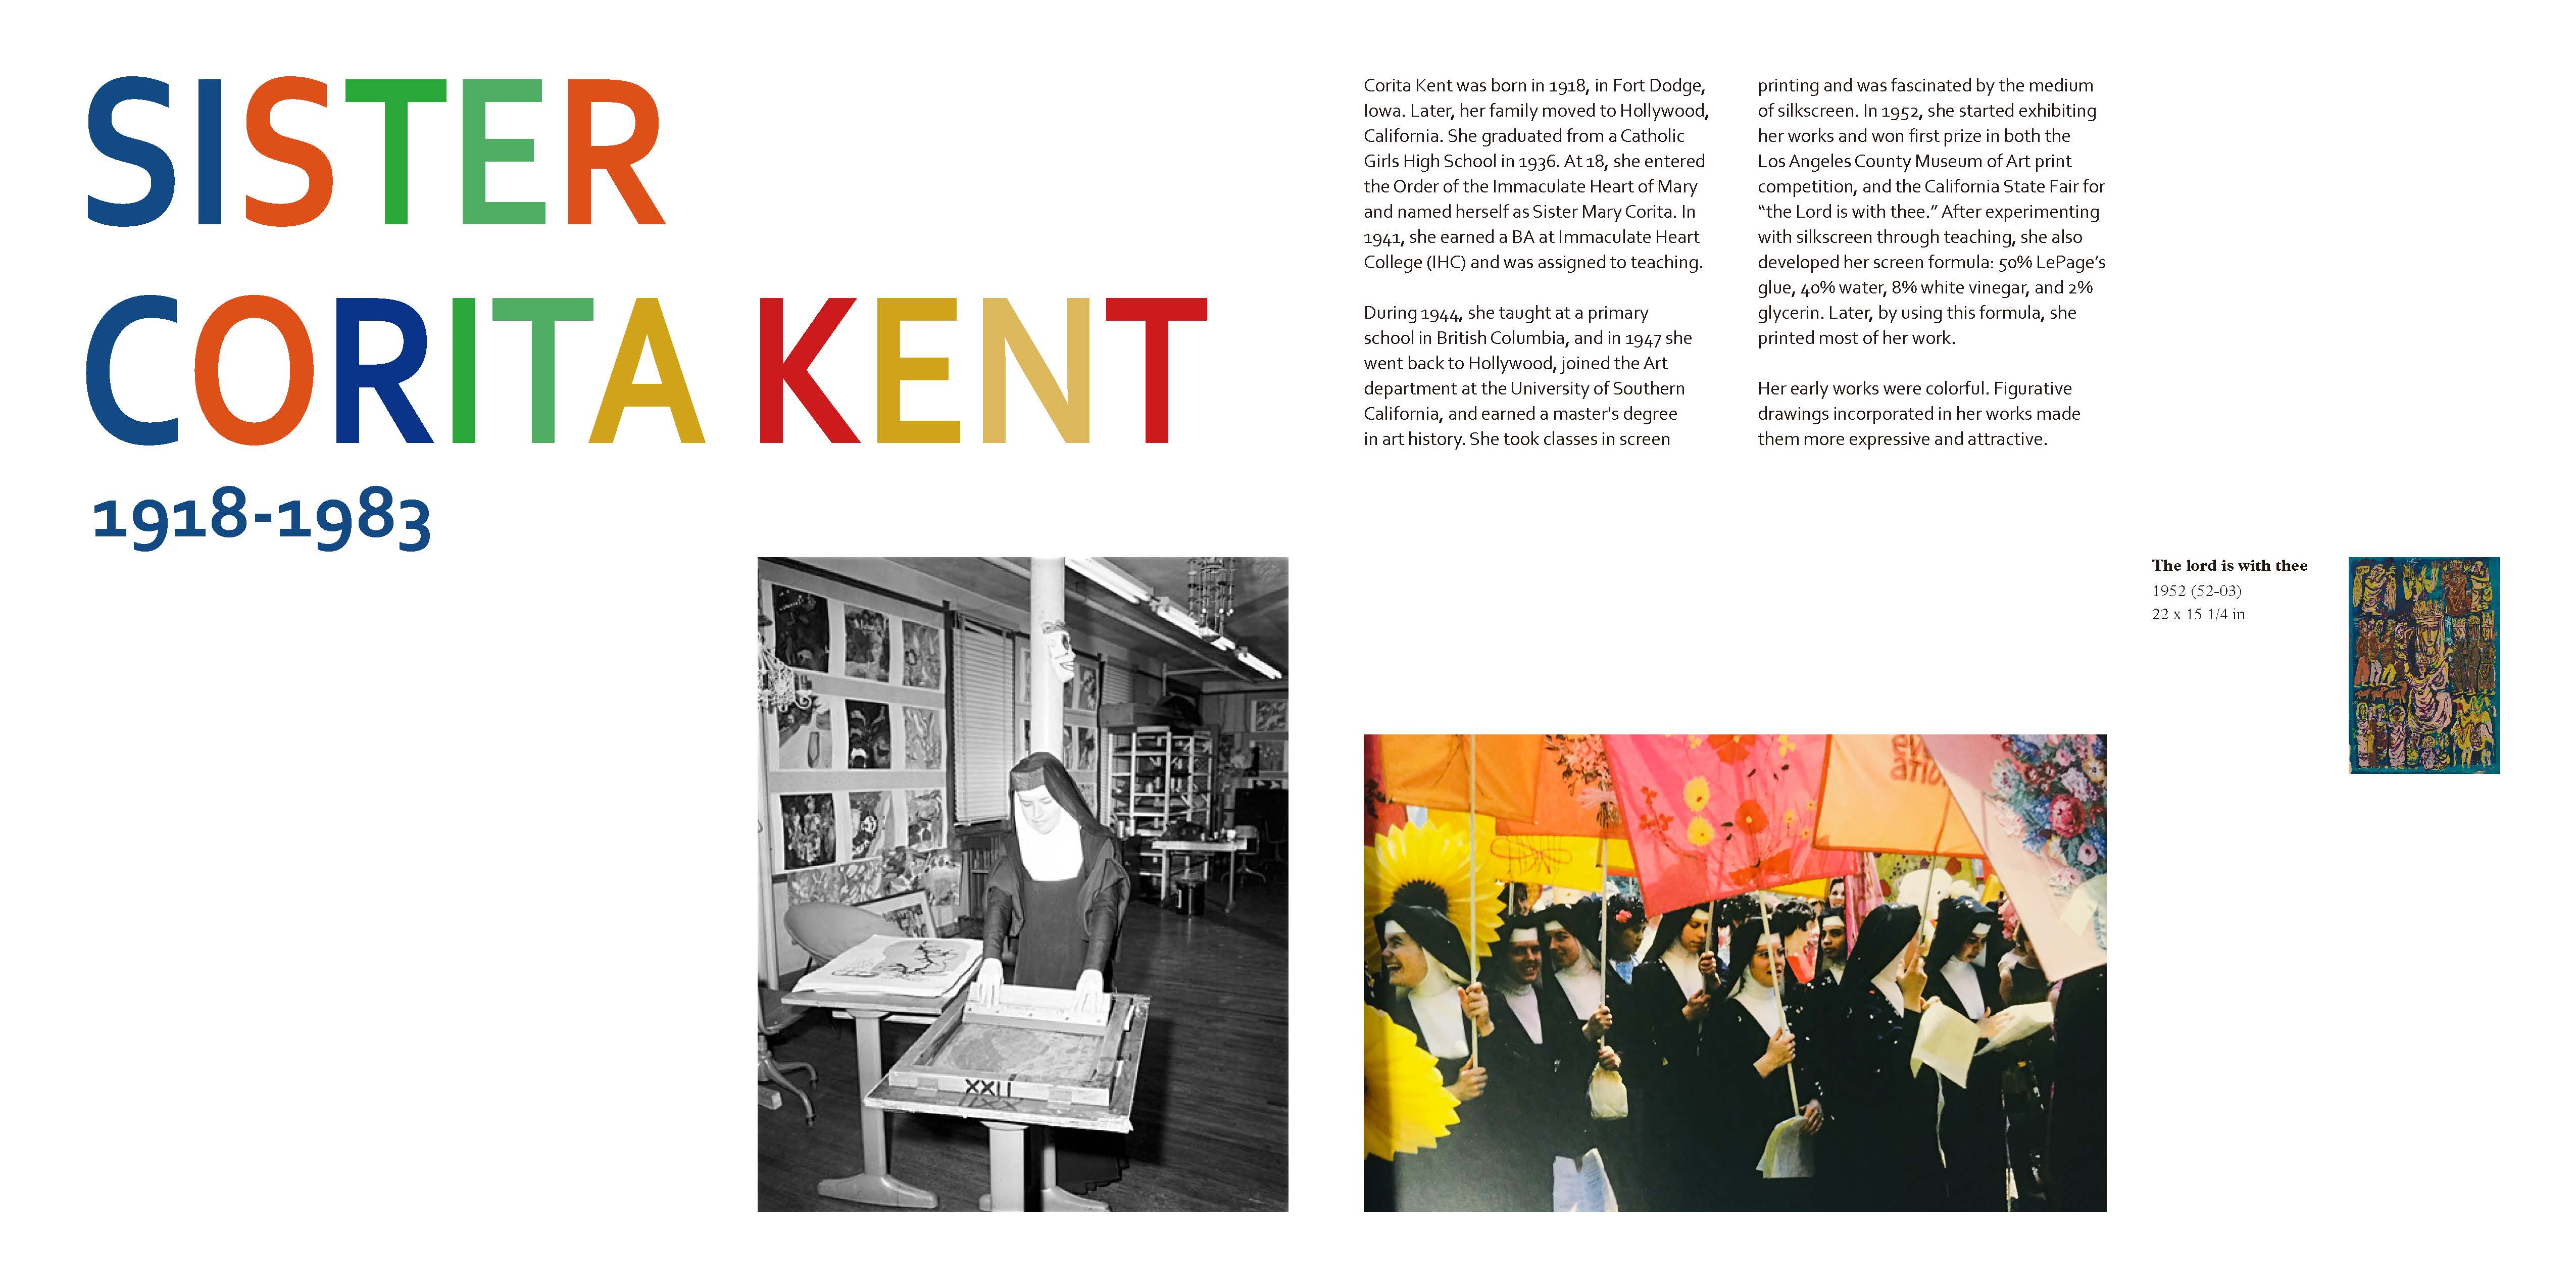 SISTER
CORITA KENT
1918-1983
Corita Kent was born in 1918, in Fort Dodge,
Iowa. Later, her family moved to Hollywood,
California. She graduated from a Catholic
Girls High School in 1936. At 18, she entered
the Order of the Immaculate Heart of Mary
and named herself as Sister Mary Corita. In
1941, she earned a BA at Immaculate Heart
College (IHC) and was assigned to teaching.
During 1944, she taught at a primary
school in British Columbia, and in 1947 she
went back to Hollywood, joined the Art
department at the University of Southern
California, and earned a master's degree
in art history. She took classes in screen
printing and was fascinated by the medium
of silkscreen. In 1952, she started exhibiting
her works and won first prize in both the
Los Angeles County Museum of Art print
competition, and the California State Fair for
“the Lord is with thee.” After experimenting
with silkscreen through teaching, she also
developed her screen formula: 50% LePage’s
glue, 40% water, 8% white vinegar, and 2%
glycerin. Later, by using this formula, she
printed most of her work.
Her early works were colorful. Figurative
drawings incorporated in her works made
them more expressive and attractive.
The lord is with thee
1952 (52-03)
22 x 15 1/4 in
XXII